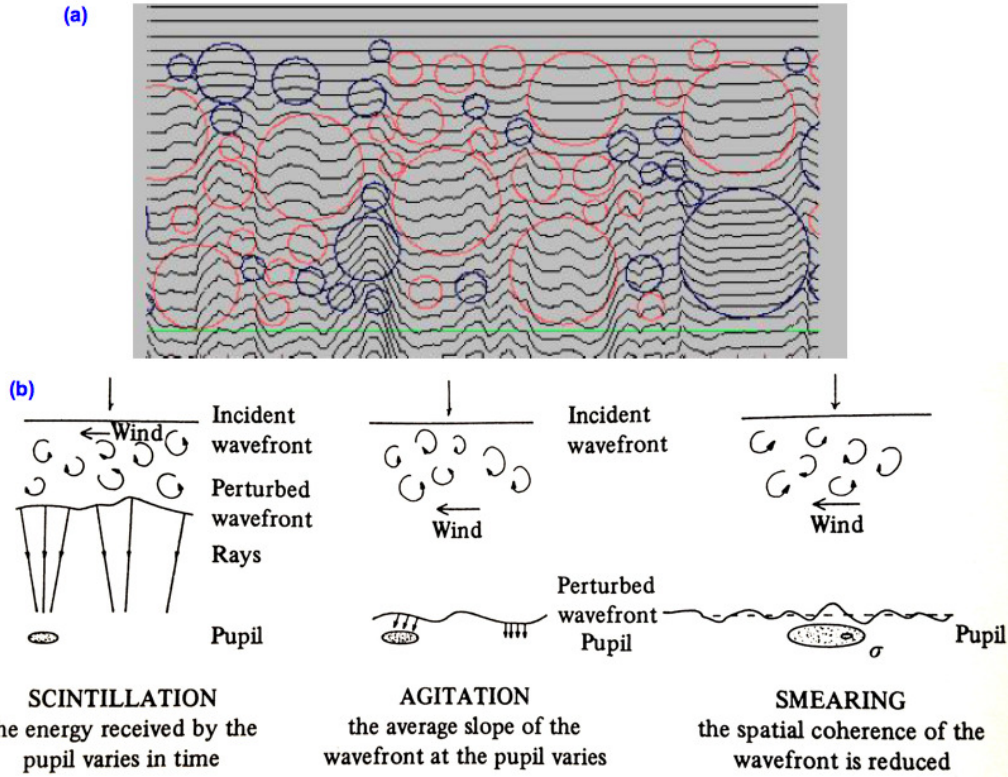 (a)
(b)
Incident
wavefront
Wind
Perturbed
wavefront
Rays
Pupil
SCINTILLATION
he energy received by the
pupil varies in time
Incident
wavefront
Wind
Perturbed
wavefront
Pupil
AGITATION
the average slope of the
wavefront at the pupil varies
Wind
Pupil
σ
SMEARING
the spatial coherence of the
wavefront is reduced